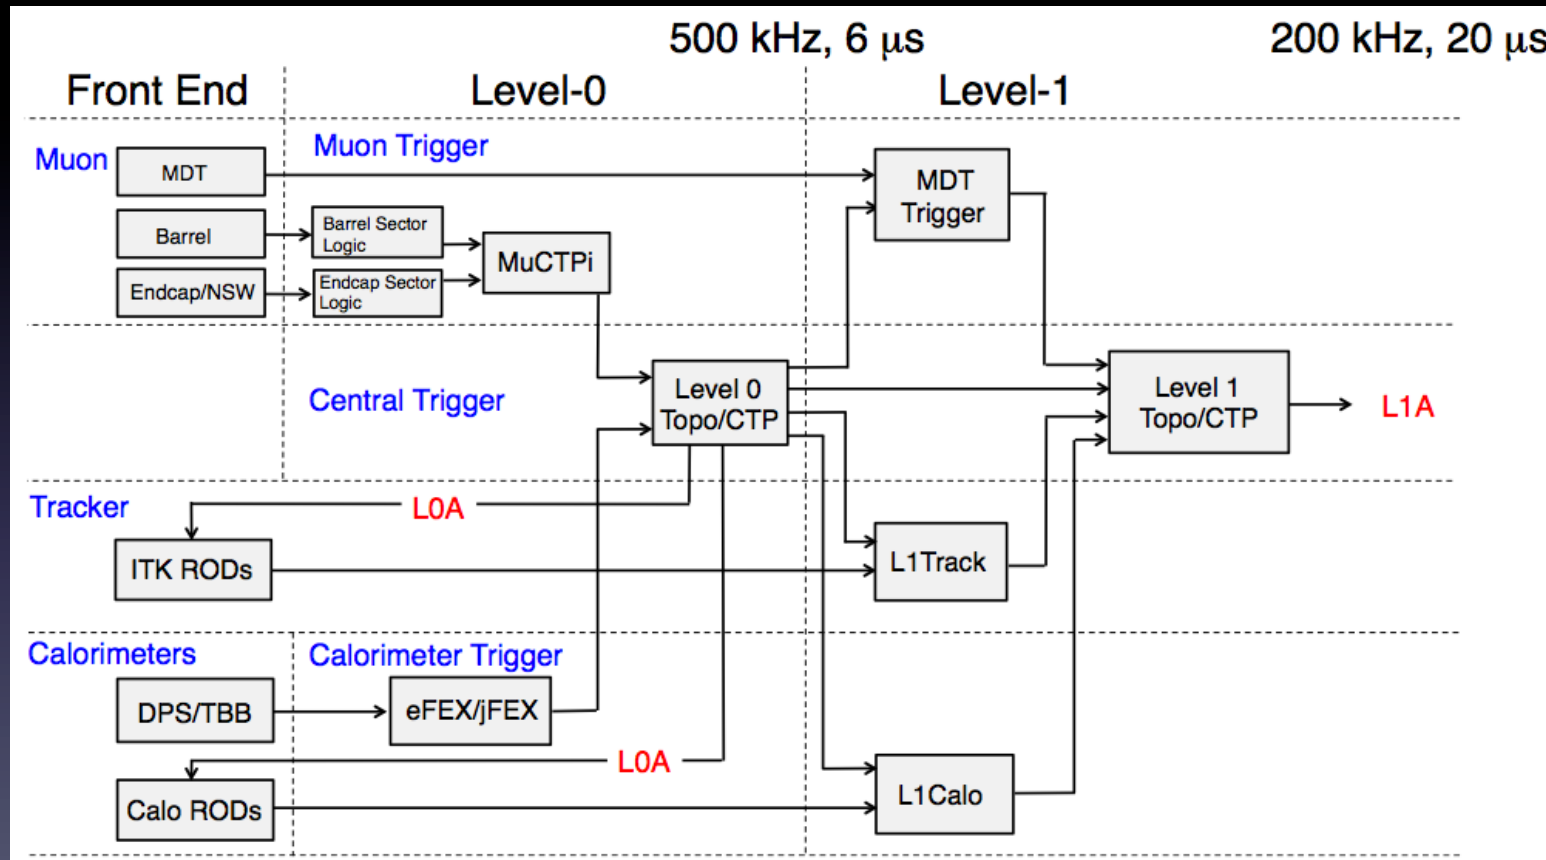 500 kHz, 6 μs
200 kHz, 20 μs
Front End
Level-0
Level-1
Muon
Muon Trigger
MDT
MDT
Trigger
Barrel
Barrel Sector
Logic
MuCTPi
Endcap/NSW
Endcap Sector
Logic
Central Trigger
Level 0
Topo/CTP
Level 1
Topo/CTP
L1A
Tracker
L0A
ITK RODs
L1Track
Calorimeters
Calorimeter Trigger
DPS/TBB
eFEX/jFEX
L0A
Calo RODs
L1Calo